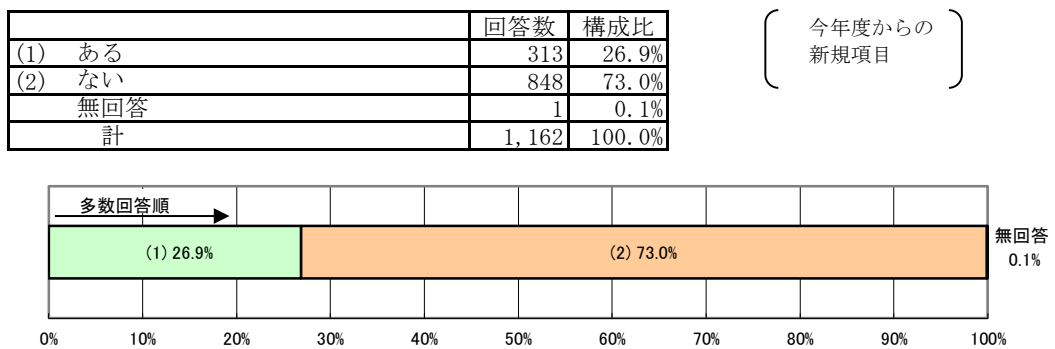 回答数 構成比
(1) ある 313 26.9%
(2) ない 848 73.0%
無回答 1 0.1%
計 1,162 100.0%
今年度からの
新規項目
多数回答順
(1) 26.9% (2) 73.0%
無回答
0.1%
0% 10% 20% 30% 40% 50% 60% 70% 80% 90% 100%